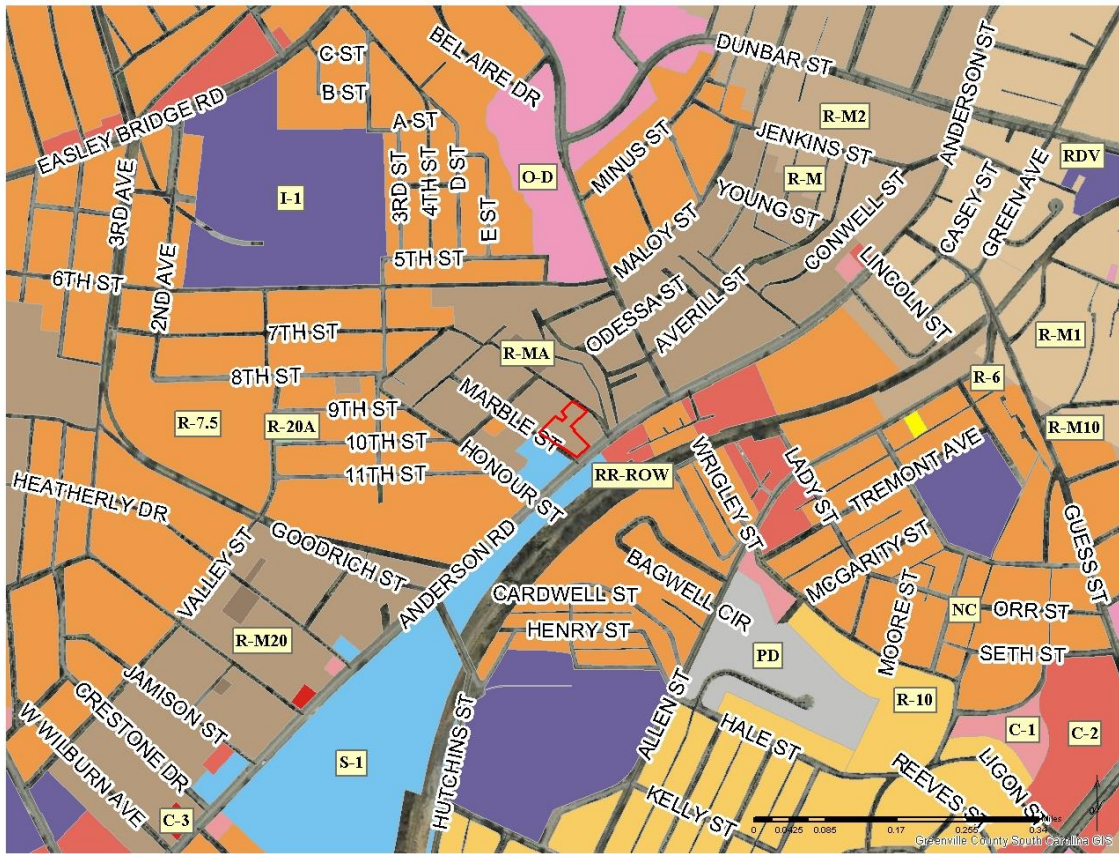 C ST
B ST
BEL AIRE DR
DUNBAR ST
ANDERSON ST
EASLEY BRIDGE RD
A ST
3RD ST
4TH ST
D ST
E ST
MINUS ST
R-M2
JENKINS ST
R-M
YOUNG ST
RDV
O-D
I-1
3RD AVE
2ND AVE
CASEY ST
GREEN AVE
CONWELL ST
MALOY ST
5TH ST
6TH ST
LINCOLN ST
ODESSA ST
AVERILL ST
7TH ST
R-MA
R-M1
8TH ST
R-6
MARBLE ST
9TH ST
R-7.5
R-20A
10TH ST
11TH ST
HONOUR ST
R-M10
RR-ROW
WRIGLEY ST
LADY ST
TREMONT AVE
HEATHERLY DR
GOODRICH ST
VALLEY ST
ANDERSON RD
GUESS ST
MCGARITY ST
BAGWELL CIR
CARDWELL ST
HENRY ST
MOORE ST
NC
ORR ST
SETH ST
R-M20
PD
R-10
JAMISON ST
CRESTONE DR
W WILBURN AVE
HUTCHINS ST
ALLEN ST
HALE ST
C-1
C-2
S-1
REEVES ST
LIGON ST
KELLY ST
C-3
0 0.0425 0.085 0.17 0.255 0.34
Miles
Greenville County South Carolina GIS